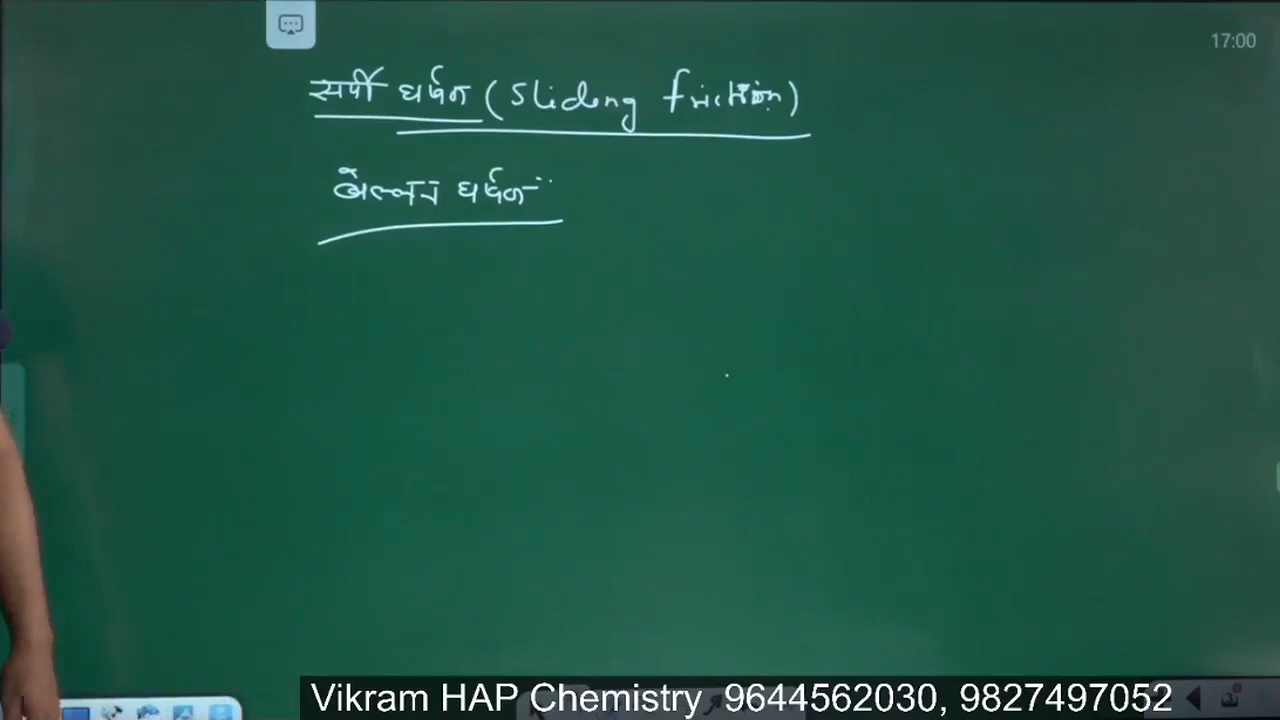 17:00
सर्पी घर्षण (Sliding friction)
बेल्लन घर्षण-
Vikram HAP Chemistry 9644562030, 9827497052